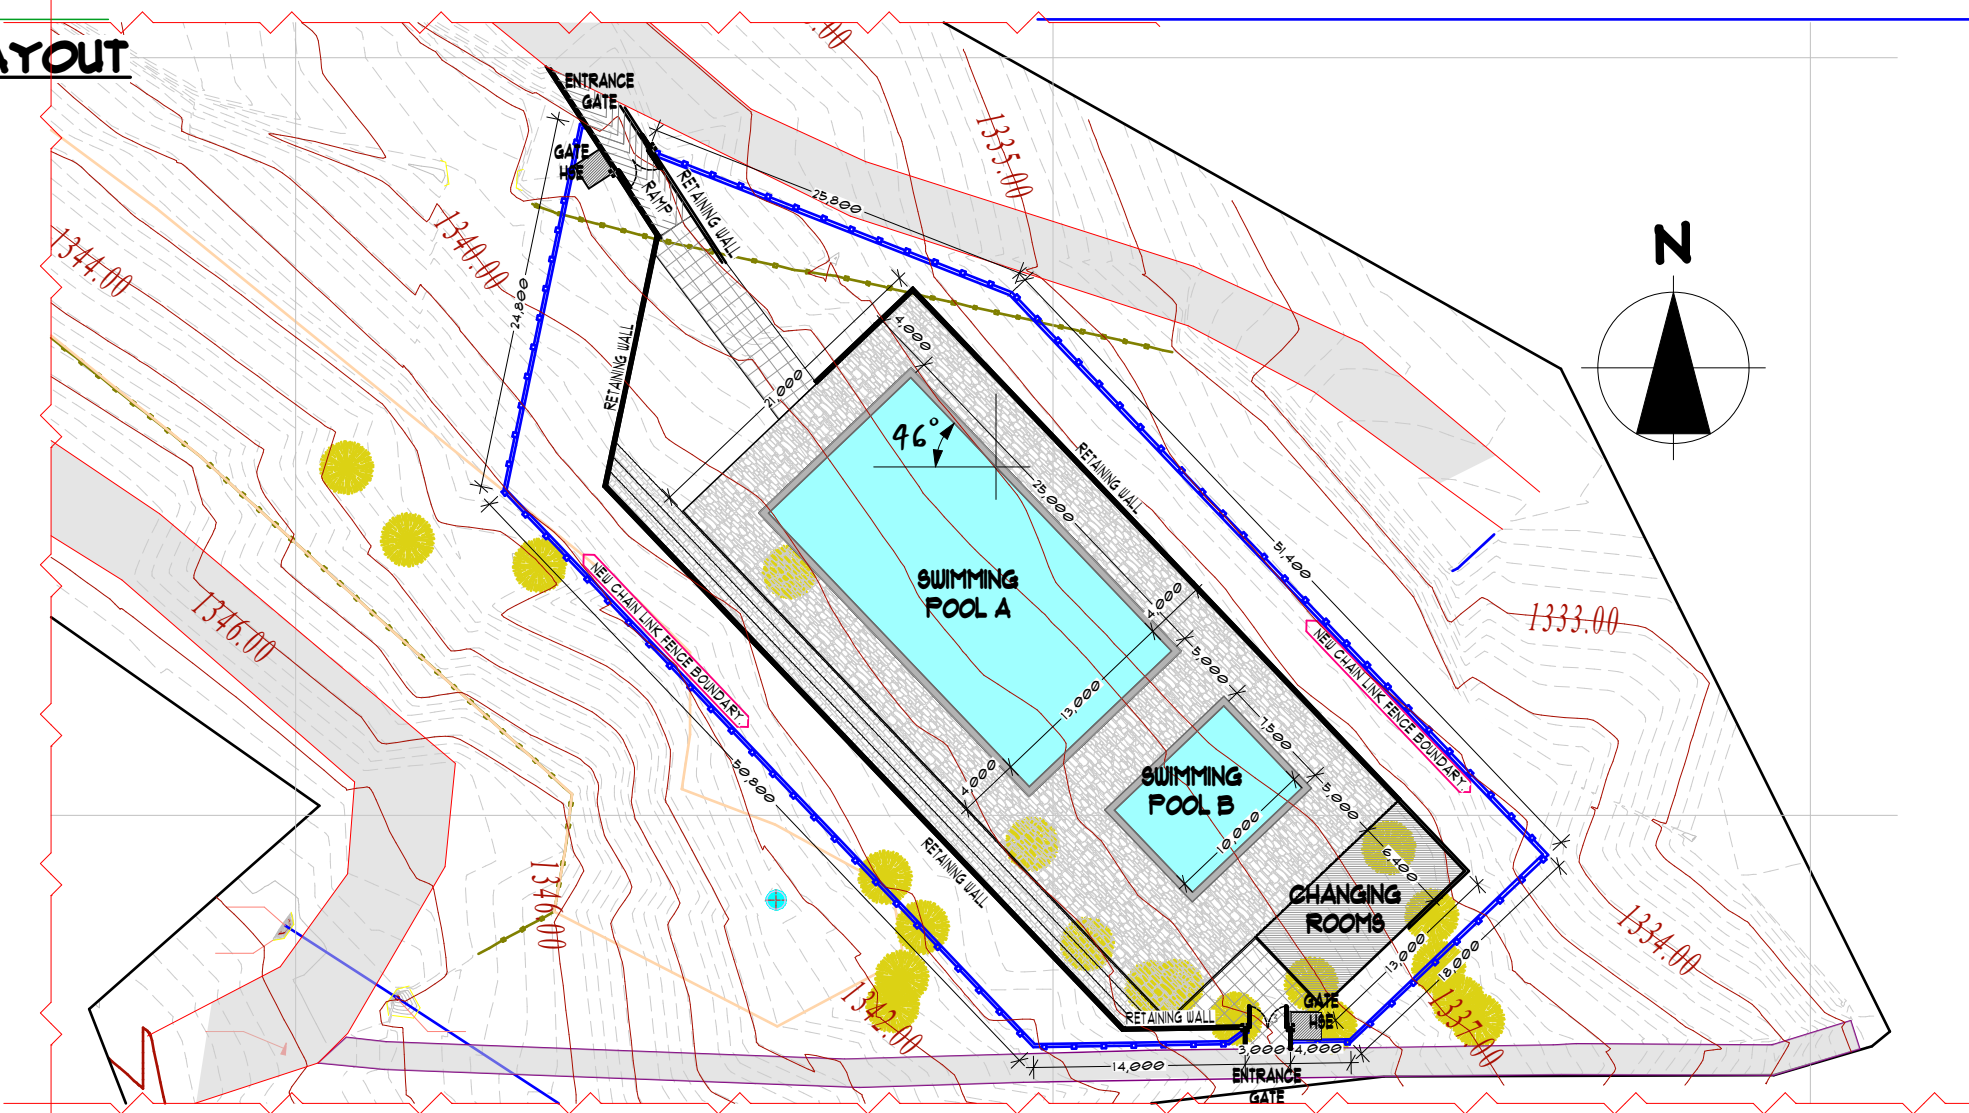 AYOUT
.00
ENTRANCE
GATE
GATE
HSE
RAMP
RETAINING WALL
25,800
1335.00
N
1340.00
1344.00
24,800
RETAINING WALL
4,000
21,000
46°
25,000
RETAINING WALL
51,400
SWIMMING
POOL A
4,000
5,000
NEW CHAIN LINK FENCE BOUNDARY.
NEW CHAIN LINK FENCE BOUNDARY.
1333.00
1346.00
13,000
7,500
50,800
4,000
SWIMMING
POOL B
5,000
10,000
6,400
RETAINING WALL
CHANGING
ROOMS
1346.00
13,000
18,000
1334.00
1342.00
1337.00
RETAINING WALL
GATE
HSE
3,000
4,000
14,000
ENTRANCE
GATE